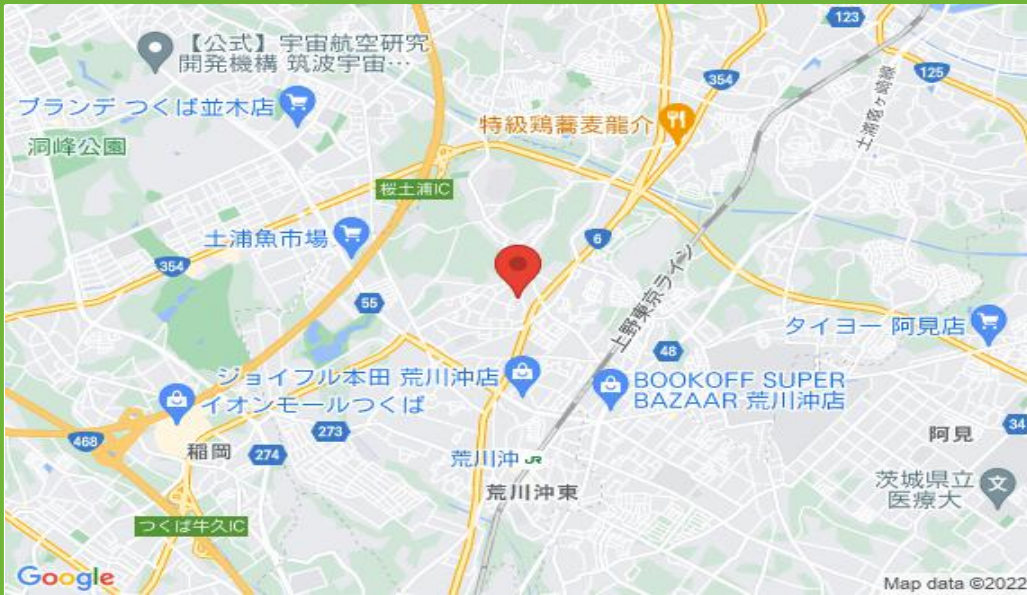 123
【公式】宇宙航空研究
開発機構 筑波宇宙…
354
125
ブランデ つくば並木店
特級鶏蕎麦龍介
土浦竜ヶ崎線
洞峰公園
桜土浦IC
土浦魚市場
6
354
55
上野東京ライン
タイヨー 阿見店
48
ジョイフル本田 荒川沖店
イオンモールつくば
BOOKOFF SUPER
BAZAAR 荒川沖店
273
468
稲岡
274
34
阿見
荒川沖 JR
荒川沖東
茨城県立
医療大
文
つくば牛久IC
Google
Map data ©2022